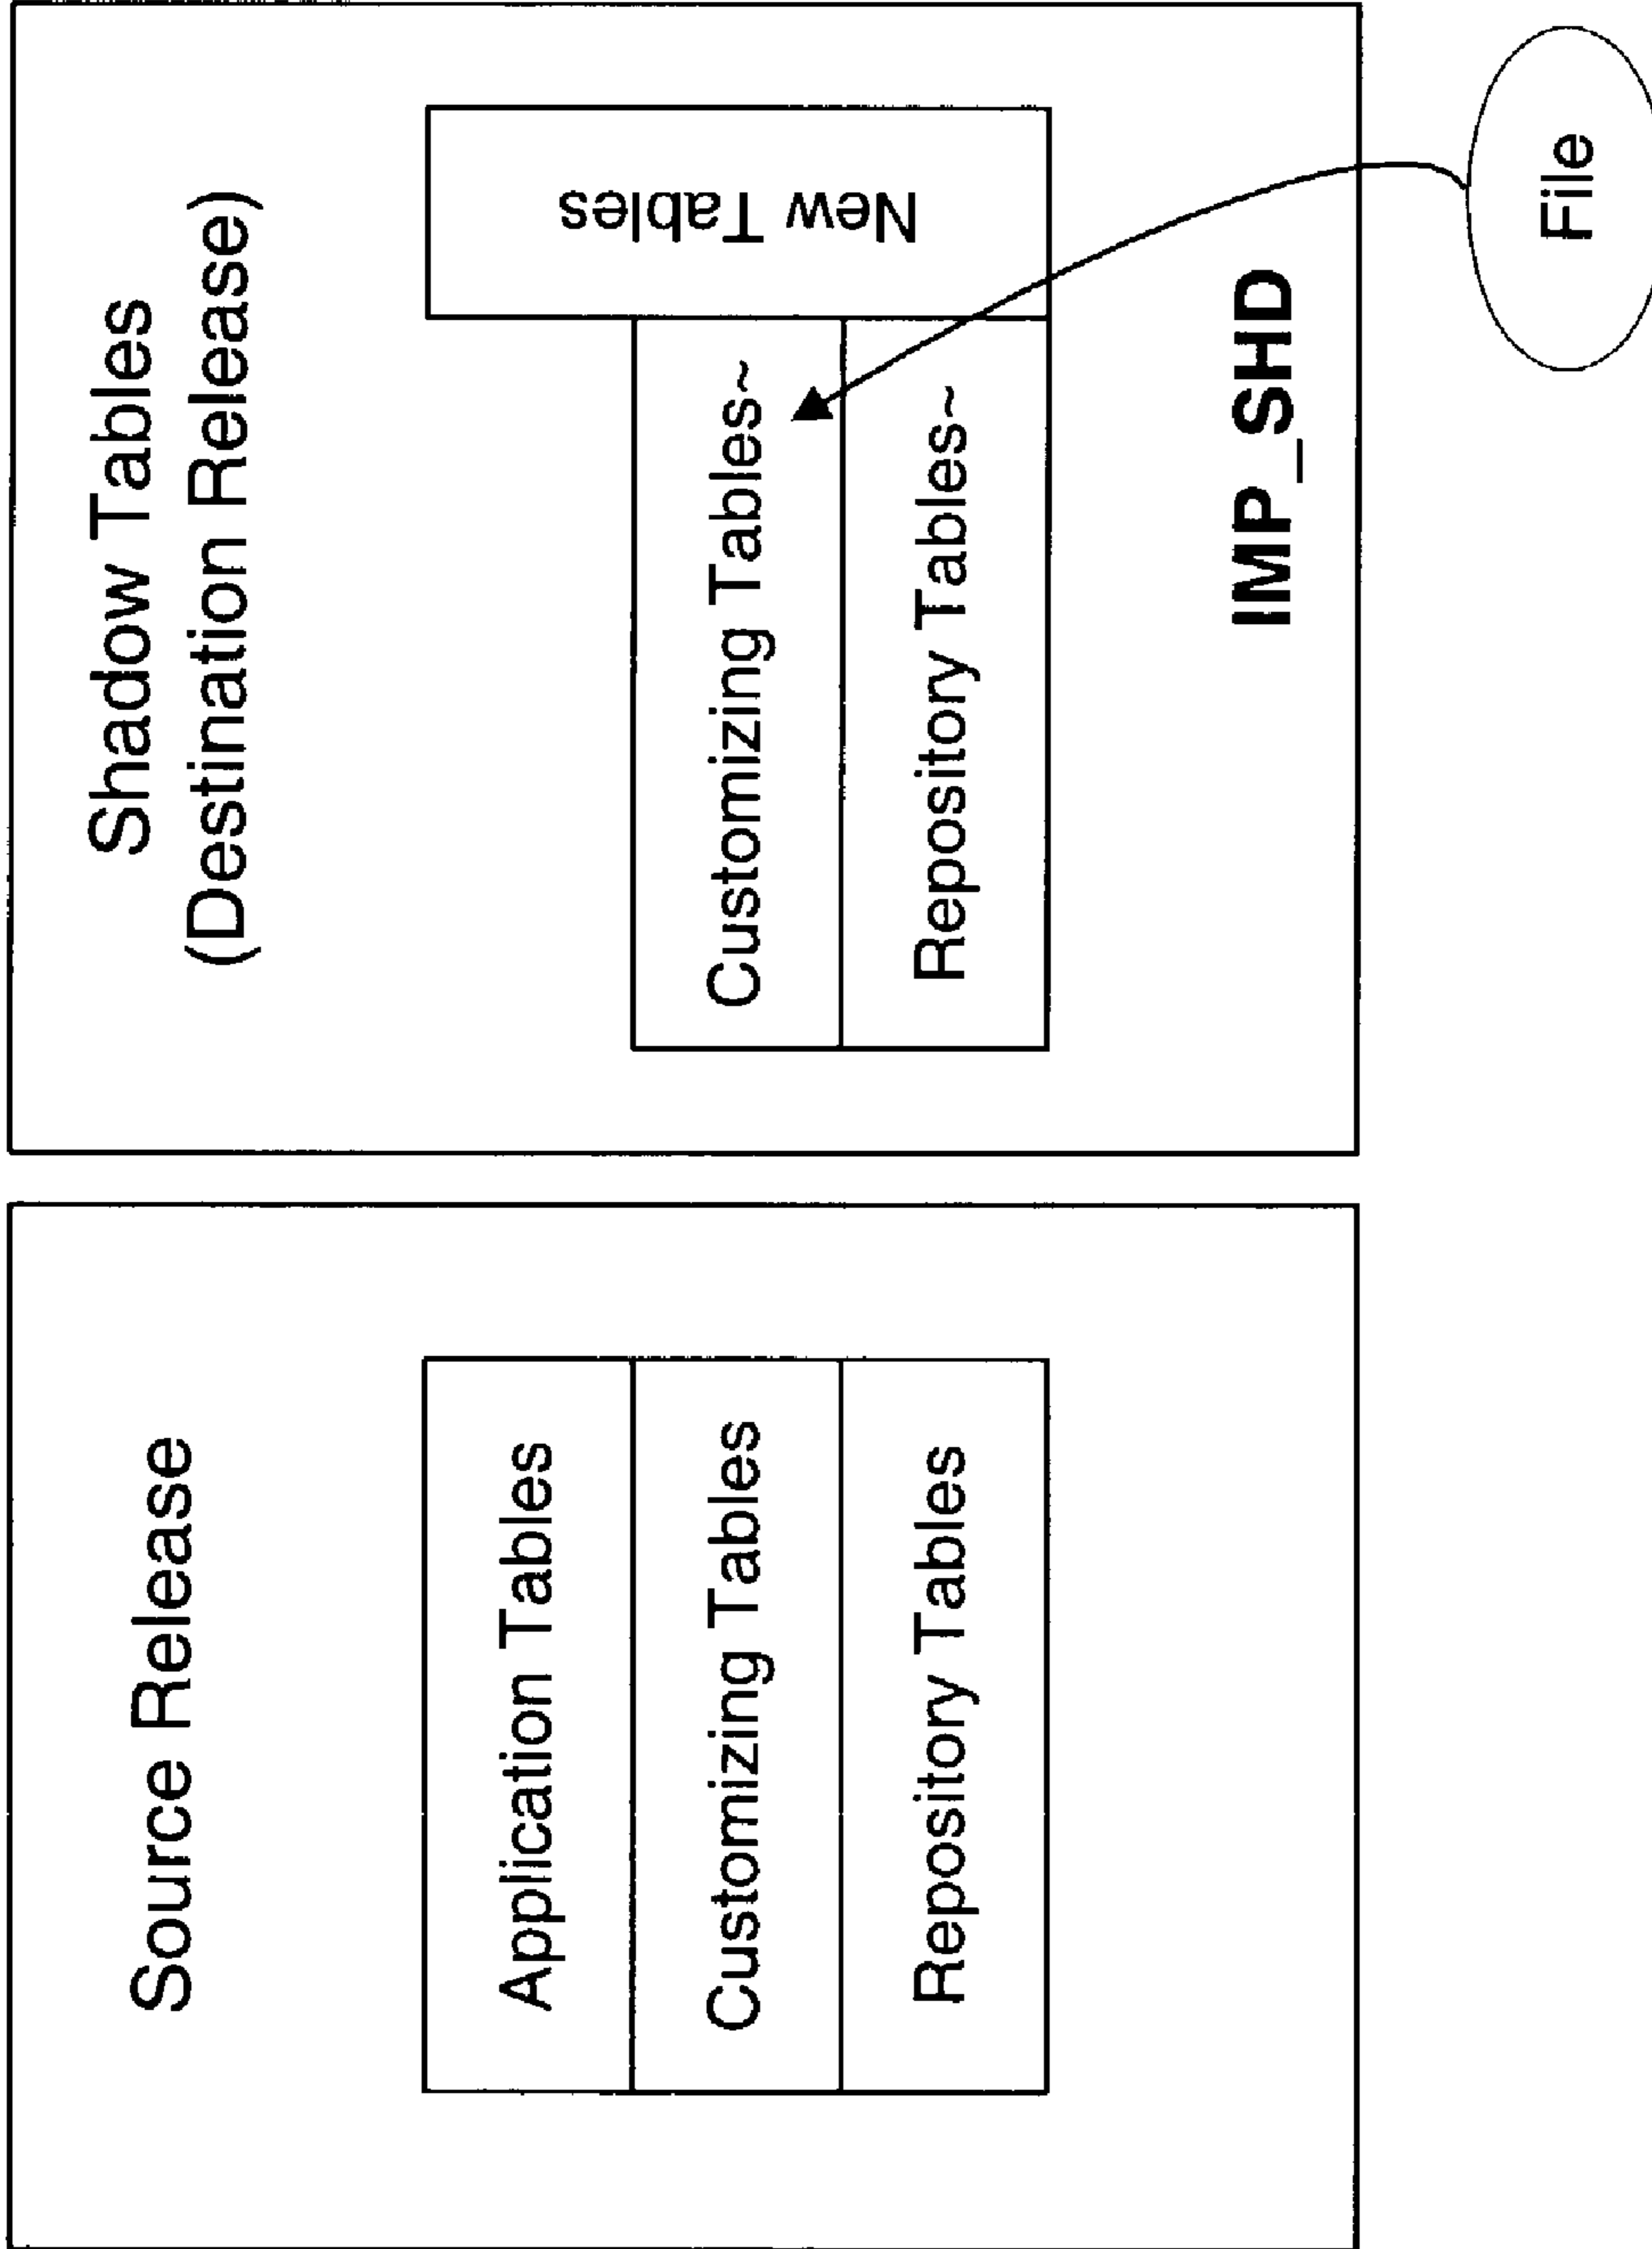 Source Release
Application Tables
Customizing Tables
Repository Tables
Shadow Tables
(Destination Release)
Customizing Tables~
Repository Tables~
New Tables
IMP_SHD
File